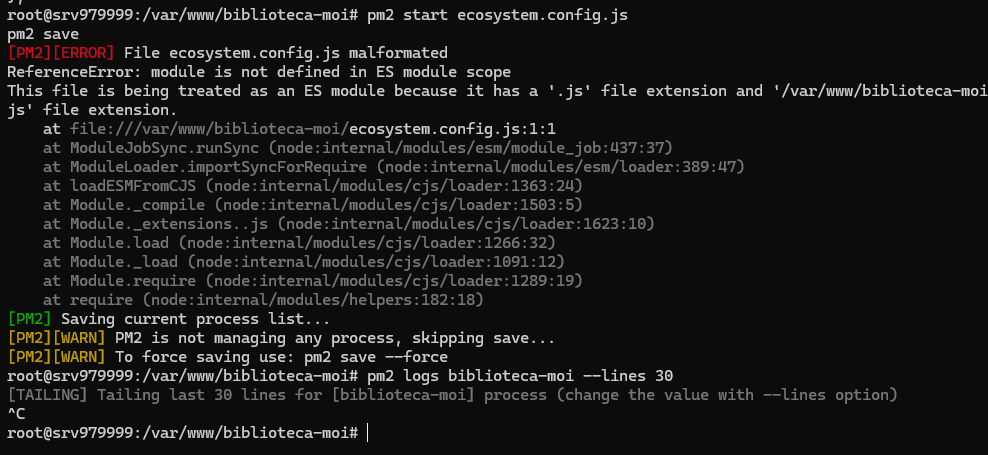 root@srv979999:/var/www/biblioteca-moi# pm2 start ecosystem.config.js
pm2 save
[PM2][ERROR] File ecosystem.config.js malformated
ReferenceError: module is not defined in ES module scope
This file is being treated as an ES module because it has a '.js' file extension and '/var/www/biblioteca-moi
js' file extension.
    at file:///var/www/biblioteca-moi/ecosystem.config.js:1:1
    at ModuleJobSync.runSync (node:internal/modules/esm/module_job:437:37)
    at ModuleLoader.importSyncForRequire (node:internal/modules/esm/loader:389:47)
    at loadESMFromCJS (node:internal/modules/cjs/loader:1363:24)
    at Module._compile (node:internal/modules/cjs/loader:1503:5)
    at Module._extensions..js (node:internal/modules/cjs/loader:1623:10)
    at Module.load (node:internal/modules/cjs/loader:1266:32)
    at Module._load (node:internal/modules/cjs/loader:1091:12)
    at Module.require (node:internal/modules/cjs/loader:1289:19)
    at require (node:internal/modules/helpers:182:18)
[PM2] Saving current process list...
[PM2][WARN] PM2 is not managing any process, skipping save...
[PM2][WARN] To force saving use: pm2 save --force
root@srv979999:/var/www/biblioteca-moi# pm2 logs biblioteca-moi --lines 30
[TAILING] Tailing last 30 lines for [biblioteca-moi] process (change the value with --lines option)
^C
root@srv979999:/var/www/biblioteca-moi#